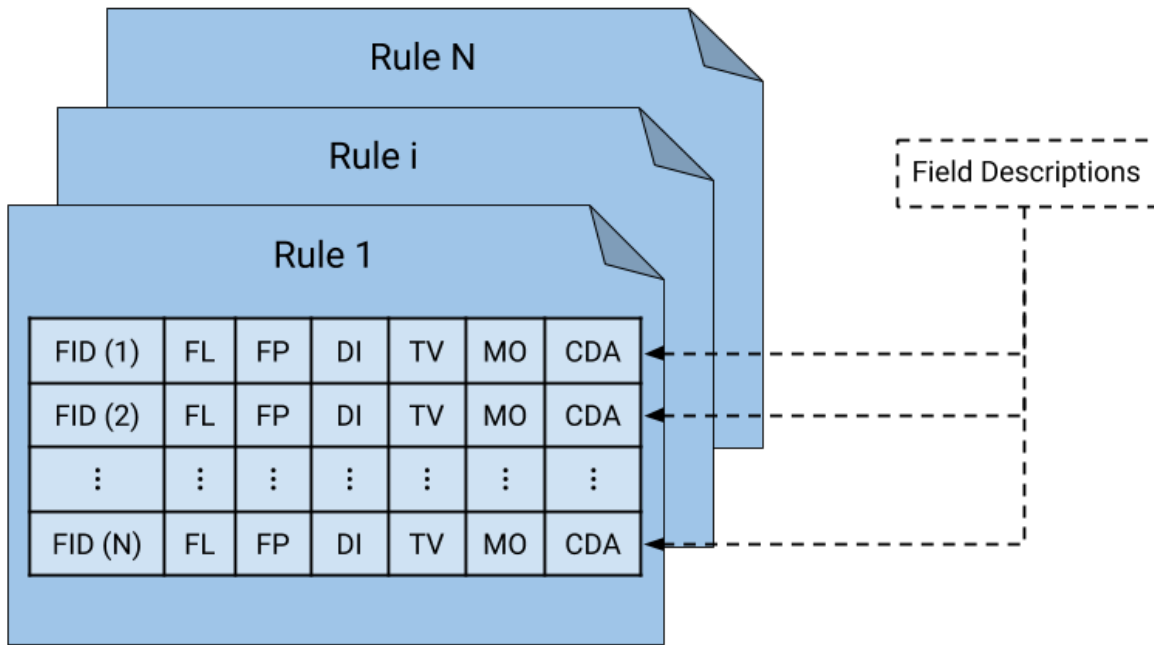 Rule N
Rule i
Field Descriptions
Rule 1
FID (1) FL FP DI TV MO CDA
FID (2) FL FP DI TV MO CDA
⋮ ⋮ ⋮ ⋮ ⋮ ⋮ ⋮
FID (N) FL FP DI TV MO CDA